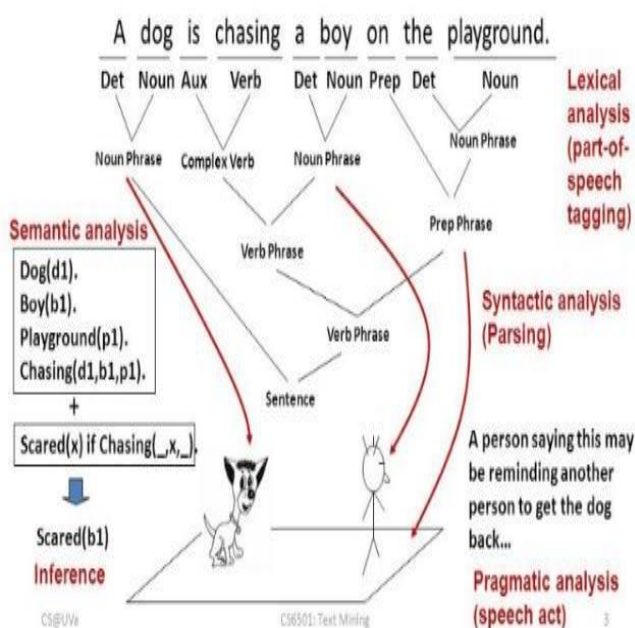 A dog is chasing a boy on the playground.
Det Noun Aux Verb Det Noun Prep Det Noun
Lexical
analysis
(part-of-
speech
tagging)
Noun Phrase Complex Verb Noun Phrase Noun Phrase
Prep Phrase
Verb Phrase
Semantic analysis
Dog(d1).
Boy(b1).
Playground(p1).
Chasing(d1,b1,p1).
+
Scared(x) if Chasing(_,x,_).
Scared(b1)
Inference
Verb Phrase
Sentence
Syntactic analysis
(Parsing)
A person saying this may
be reminding another
person to get the dog
back...
Pragmatic analysis
(speech act)
CS@UVa
CS6501: Text Mining
3